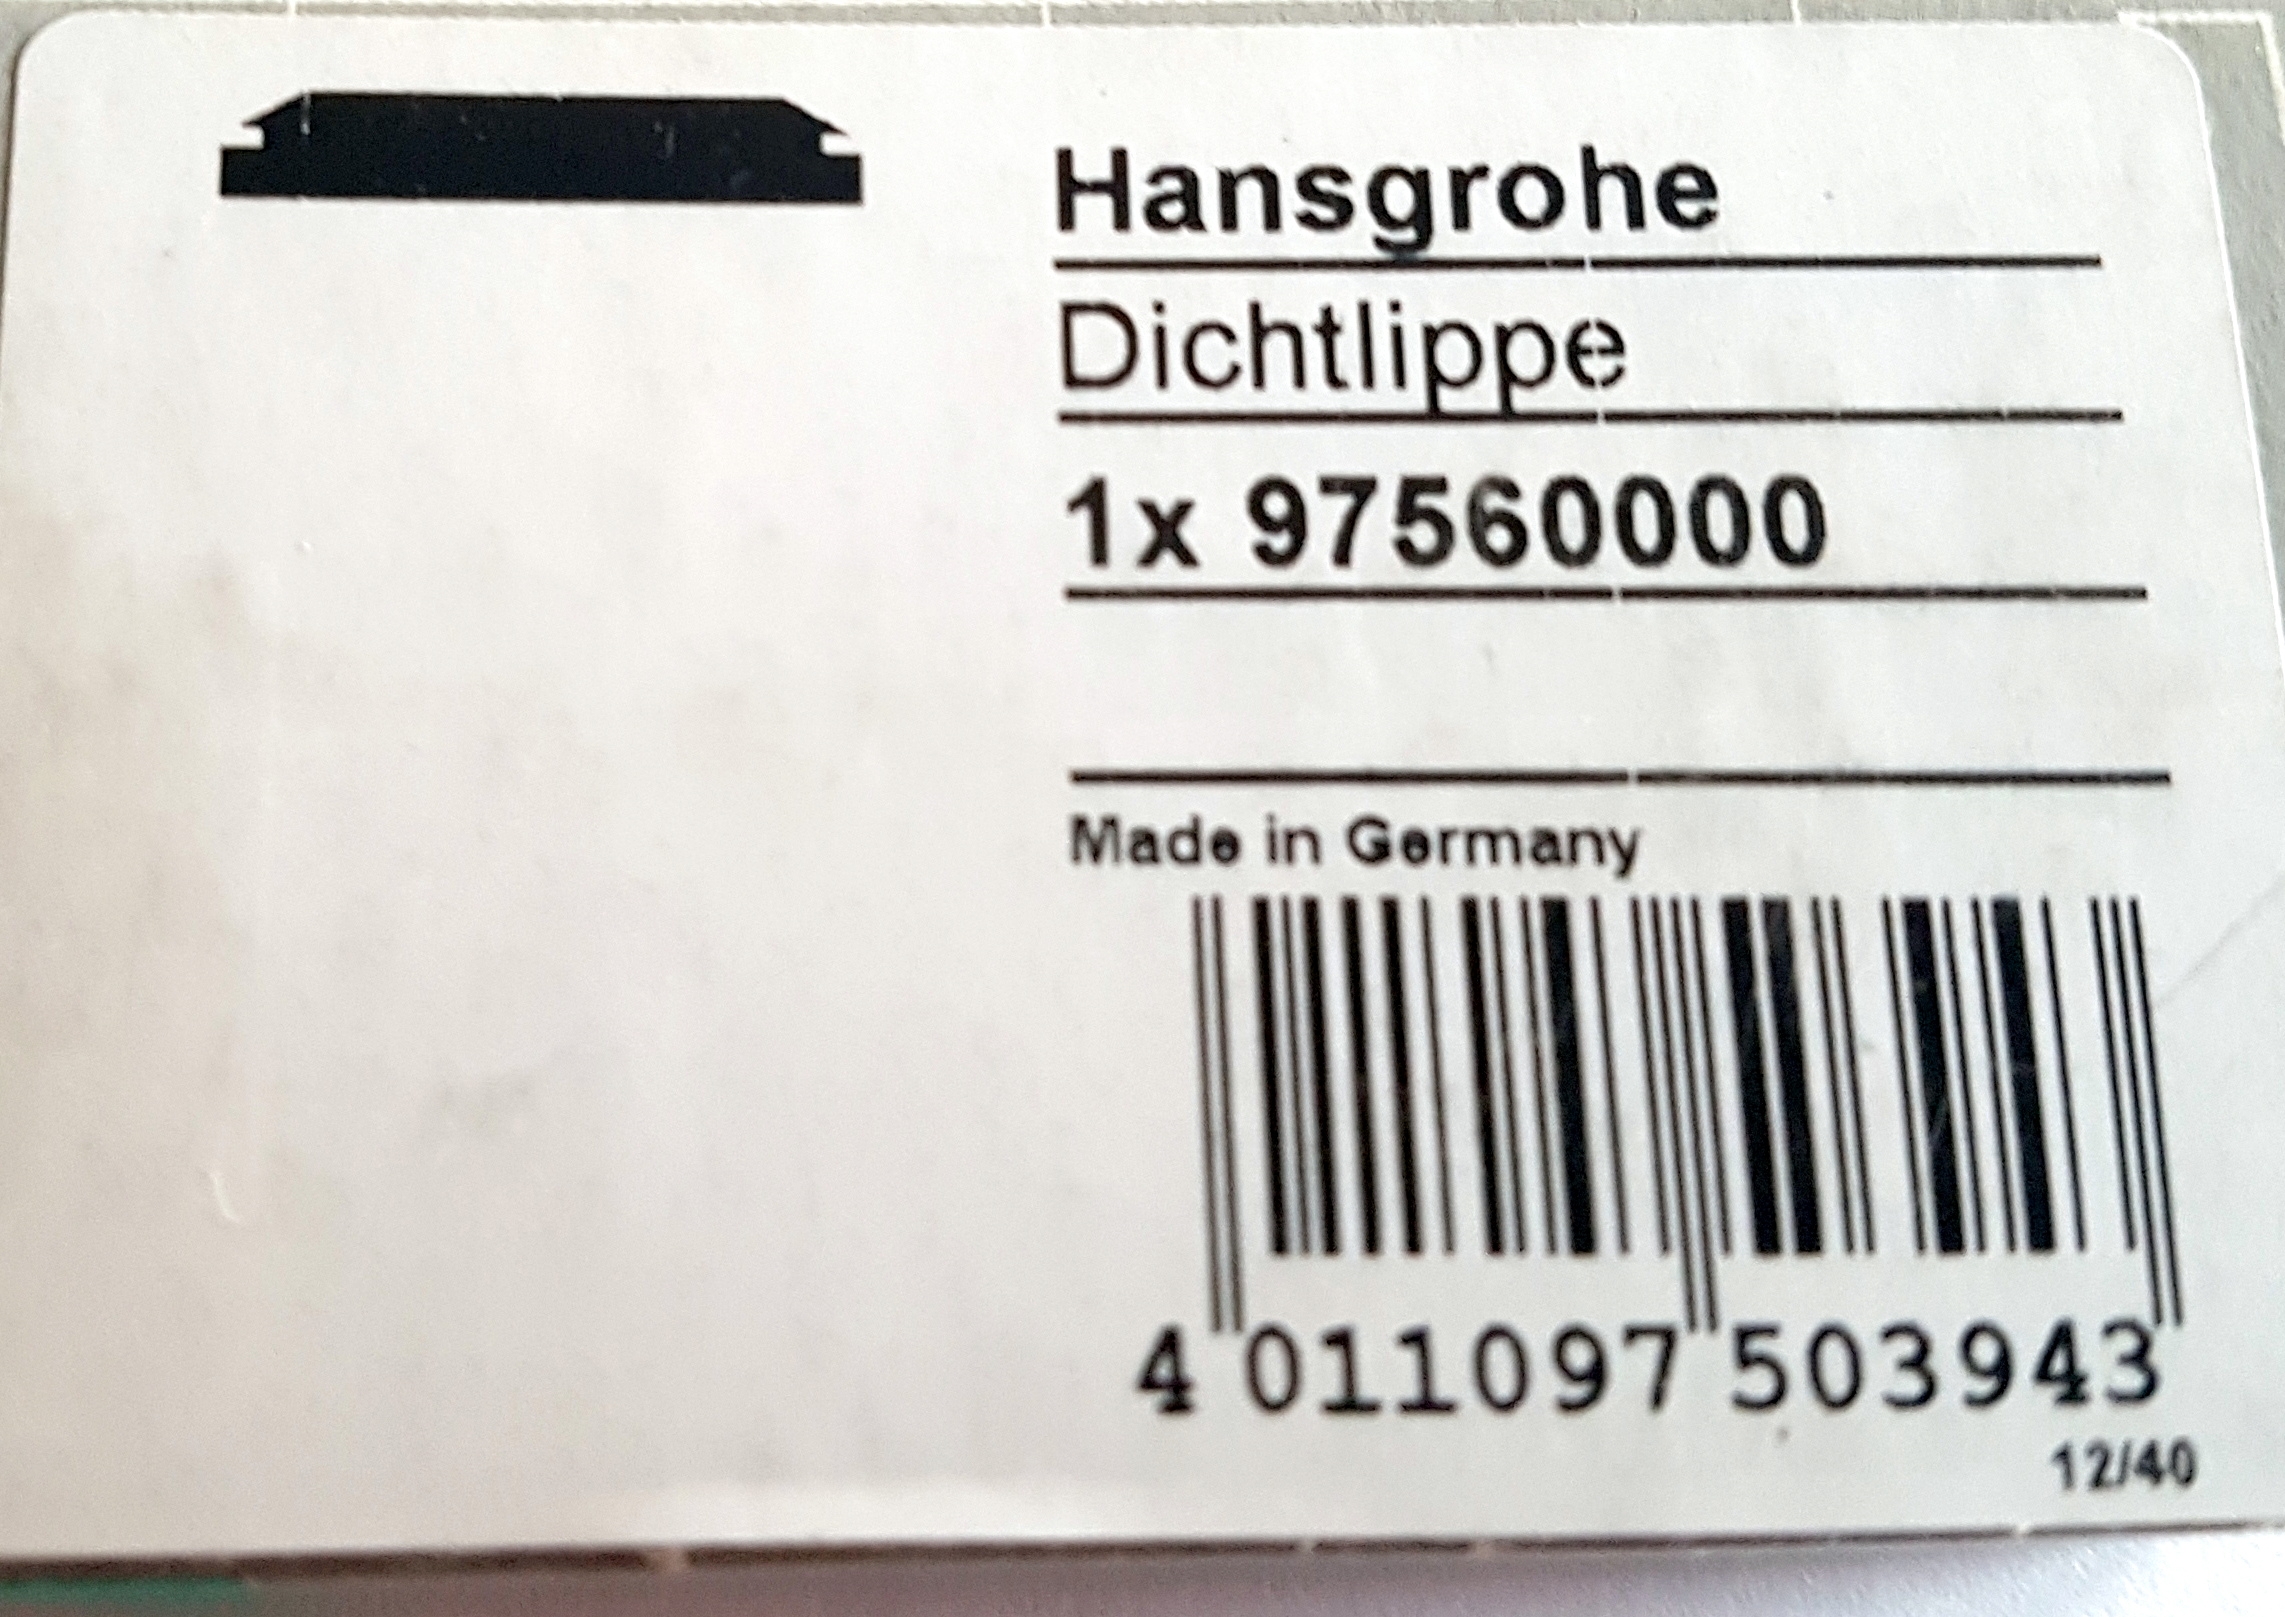 Hansgrohe
Dichtlippe
1x 97560000
Made in Germany
4 011097 503943
12/40